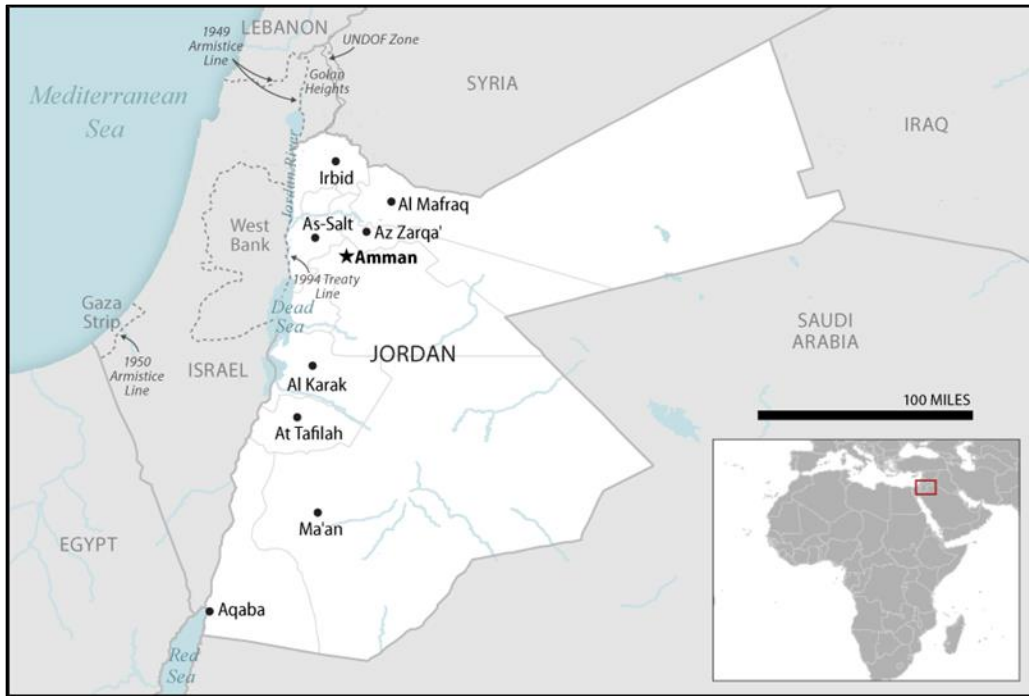 1949
Armistice
Line
LEBANON
UNDOF Zone
Golan
Heights
SYRIA
Mediterranean
Sea
IRAQ
Jordan River
Irbid
Al Mafraq
As-Salt
Az Zarqa'
West
Bank
Amman
1994 Treaty
Line
Gaza
Strip
Dead
Sea
SAUDI
ARABIA
1950
Armistice
Line
ISRAEL
JORDAN
Al Karak
100 MILES
At Tafilah
Ma'an
EGYPT
Aqaba
Red
Sea